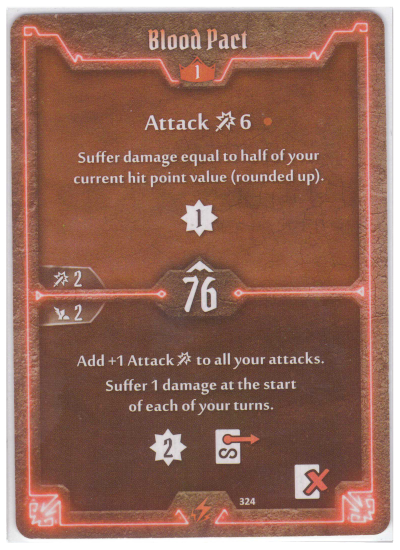 Blood Pact
1
Attack 6
Suffer damage equal to half of your
current hit point value (rounded up).
1
2
76
2
Add +1 Attack to all your attacks.
Suffer 1 damage at the start
of each of your turns.
2
324